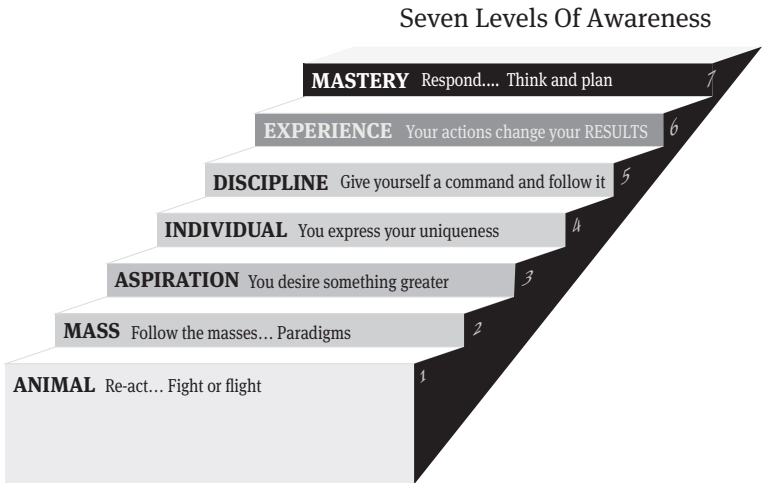 Seven Levels Of Awareness
MASTERY Respond.... Think and plan 7
EXPERIENCE Your actions change your RESULTS 6
DISCIPLINE Give yourself a command and follow it 5
INDIVIDUAL You express your uniqueness 4
ASPIRATION You desire something greater 3
MASS Follow the masses… Paradigms 2
ANIMAL Re-act… Fight or flight 1